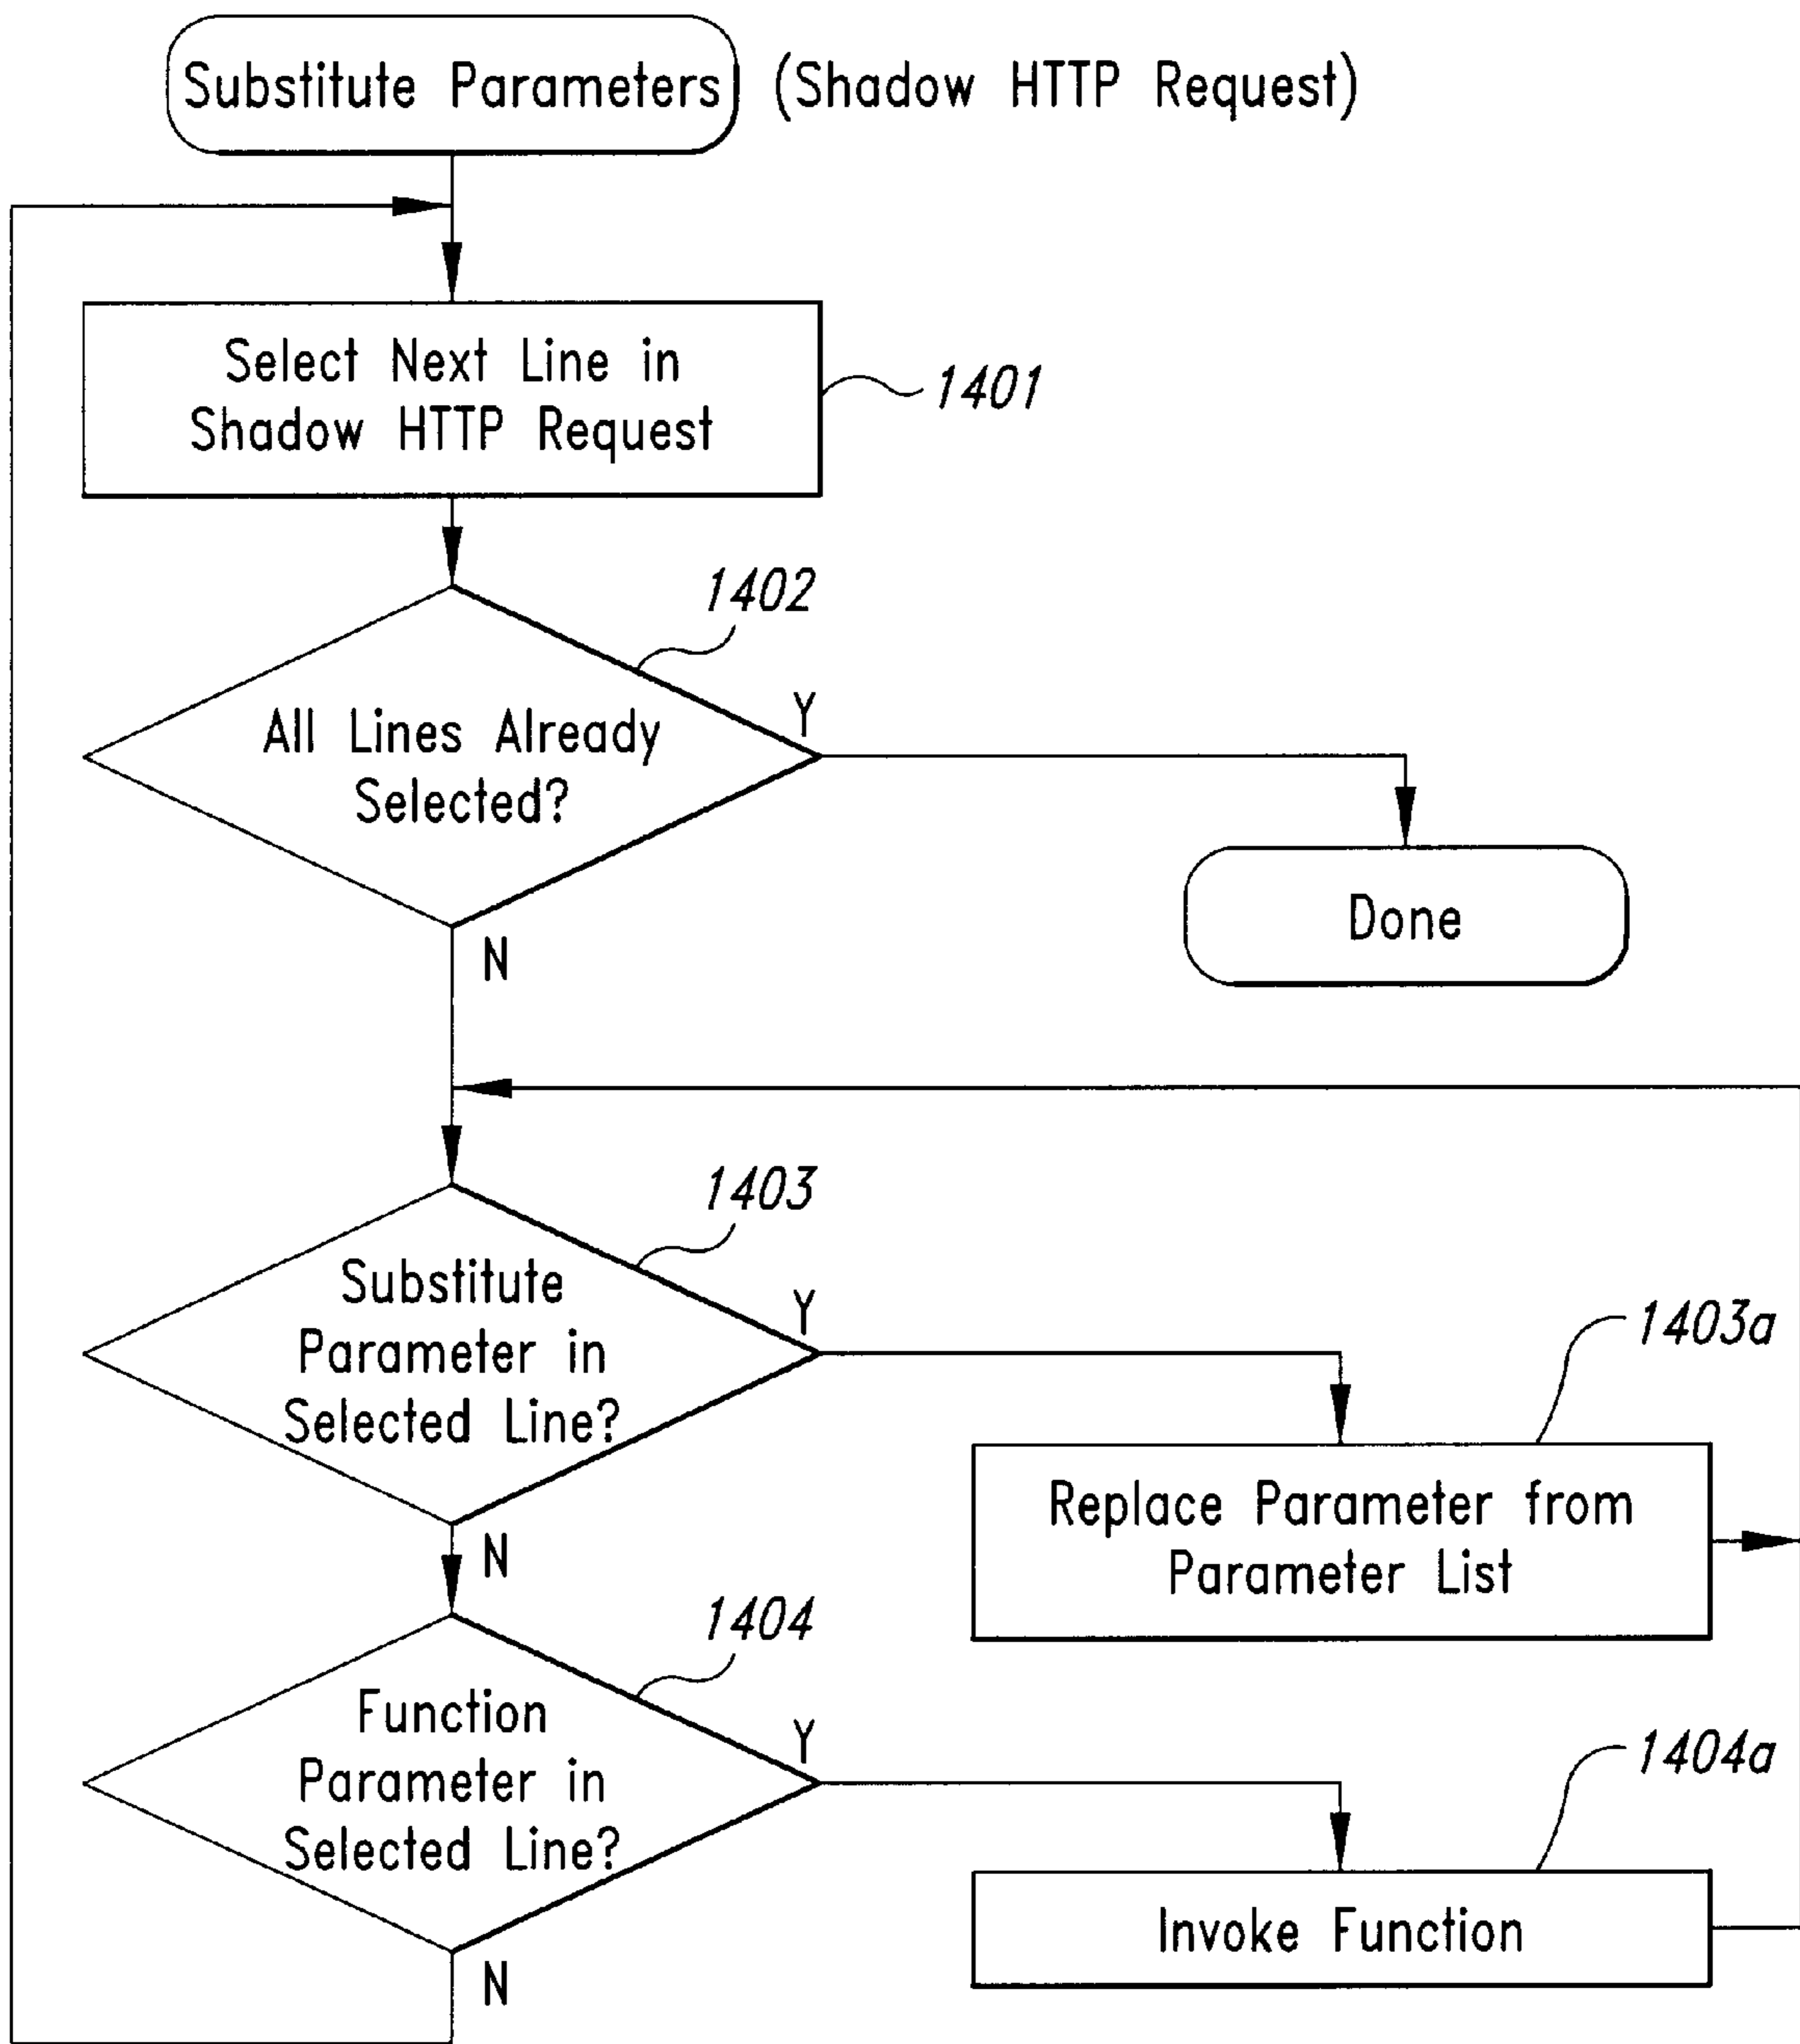 Substitute Parameters (Shadow HTTP Request)
Select Next Line in
Shadow HTTP Request
1401
1402
All Lines Already
Selected?
Y
Done
N
1403
Substitute
Parameter in
Selected Line?
Y
1403a
Replace Parameter from
Parameter List
N
1404
Function
Parameter in
Selected Line?
Y
1404a
Invoke Function
N